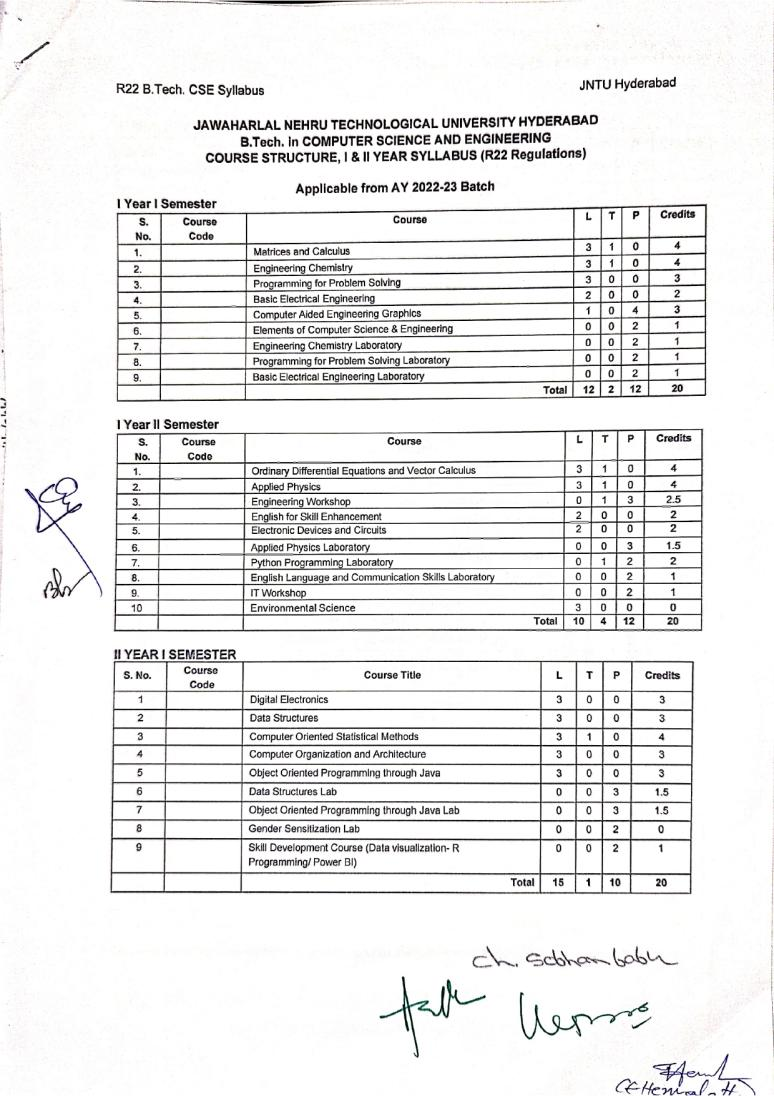 R22 B.Tech. CSE Syllabus JNTU Hyderabad
JAWAHARLAL NEHRU TECHNOLOGICAL UNIVERSITY HYDERABAD
B.Tech. in COMPUTER SCIENCE AND ENGINEERING
COURSE STRUCTURE, I & II YEAR SYLLABUS (R22 Regulations)
Applicable from AY 2022-23 Batch
I Year I Semester
S. No. Course Code Course L T P Credits
1. Matrices and Calculus 3 1 0 4
2. Engineering Chemistry 3 1 0 4
3. Programming for Problem Solving 3 0 0 3
4. Basic Electrical Engineering 2 0 0 2
5. Computer Aided Engineering Graphics 1 0 4 3
6. Elements of Computer Science & Engineering 0 0 2 1
7. Engineering Chemistry Laboratory 0 0 2 1
8. Programming for Problem Solving Laboratory 0 0 2 1
9. Basic Electrical Engineering Laboratory 0 0 2 1
Total 12 2 12 20
I Year II Semester
S. No. Course Code Course L T P Credits
1. Ordinary Differential Equations and Vector Calculus 3 1 0 4
2. Applied Physics 3 1 0 4
3. Engineering Workshop 0 1 3 2.5
4. English for Skill Enhancement 2 0 0 2
5. Electronic Devices and Circuits 2 0 0 2
6. Applied Physics Laboratory 0 0 3 1.5
7. Python Programming Laboratory 0 1 2 2
8. English Language and Communication Skills Laboratory 0 0 2 1
9. IT Workshop 0 0 2 1
10 Environmental Science 3 0 0 0
Total 10 4 12 20
II YEAR I SEMESTER
S. No. Course Code Course Title L T P Credits
1 Digital Electronics 3 0 0 3
2 Data Structures 3 0 0 3
3 Computer Oriented Statistical Methods 3 1 0 4
4 Computer Organization and Architecture 3 0 0 3
5 Object Oriented Programming through Java 3 0 0 3
6 Data Structures Lab 0 0 3 1.5
7 Object Oriented Programming through Java Lab 0 0 3 1.5
8 Gender Sensitization Lab 0 0 2 0
9 Skill Development Course (Data visualization- R Programming/ Power BI) 0 0 2 1
Total 15 1 10 20
ch. Sobhan babu